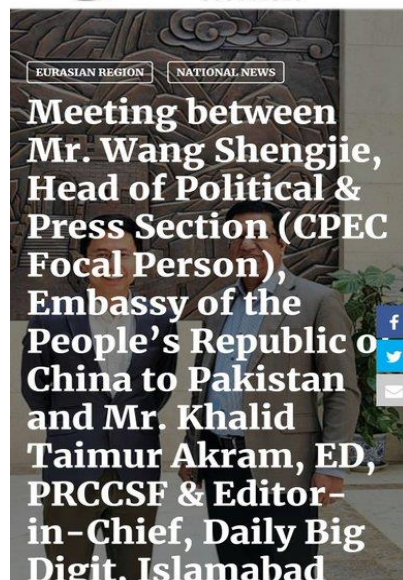 EURASIAN REGION NATIONAL NEWS
Meeting between
Mr. Wang Shengjie,
Head of Political &
Press Section (CPEC
Focal Person),
Embassy of the
People’s Republic of
China to Pakistan
and Mr. Khalid
Taimur Akram, ED,
PRCCSF & Editor-
in-Chief, Daily Big
Digit, Islamabad